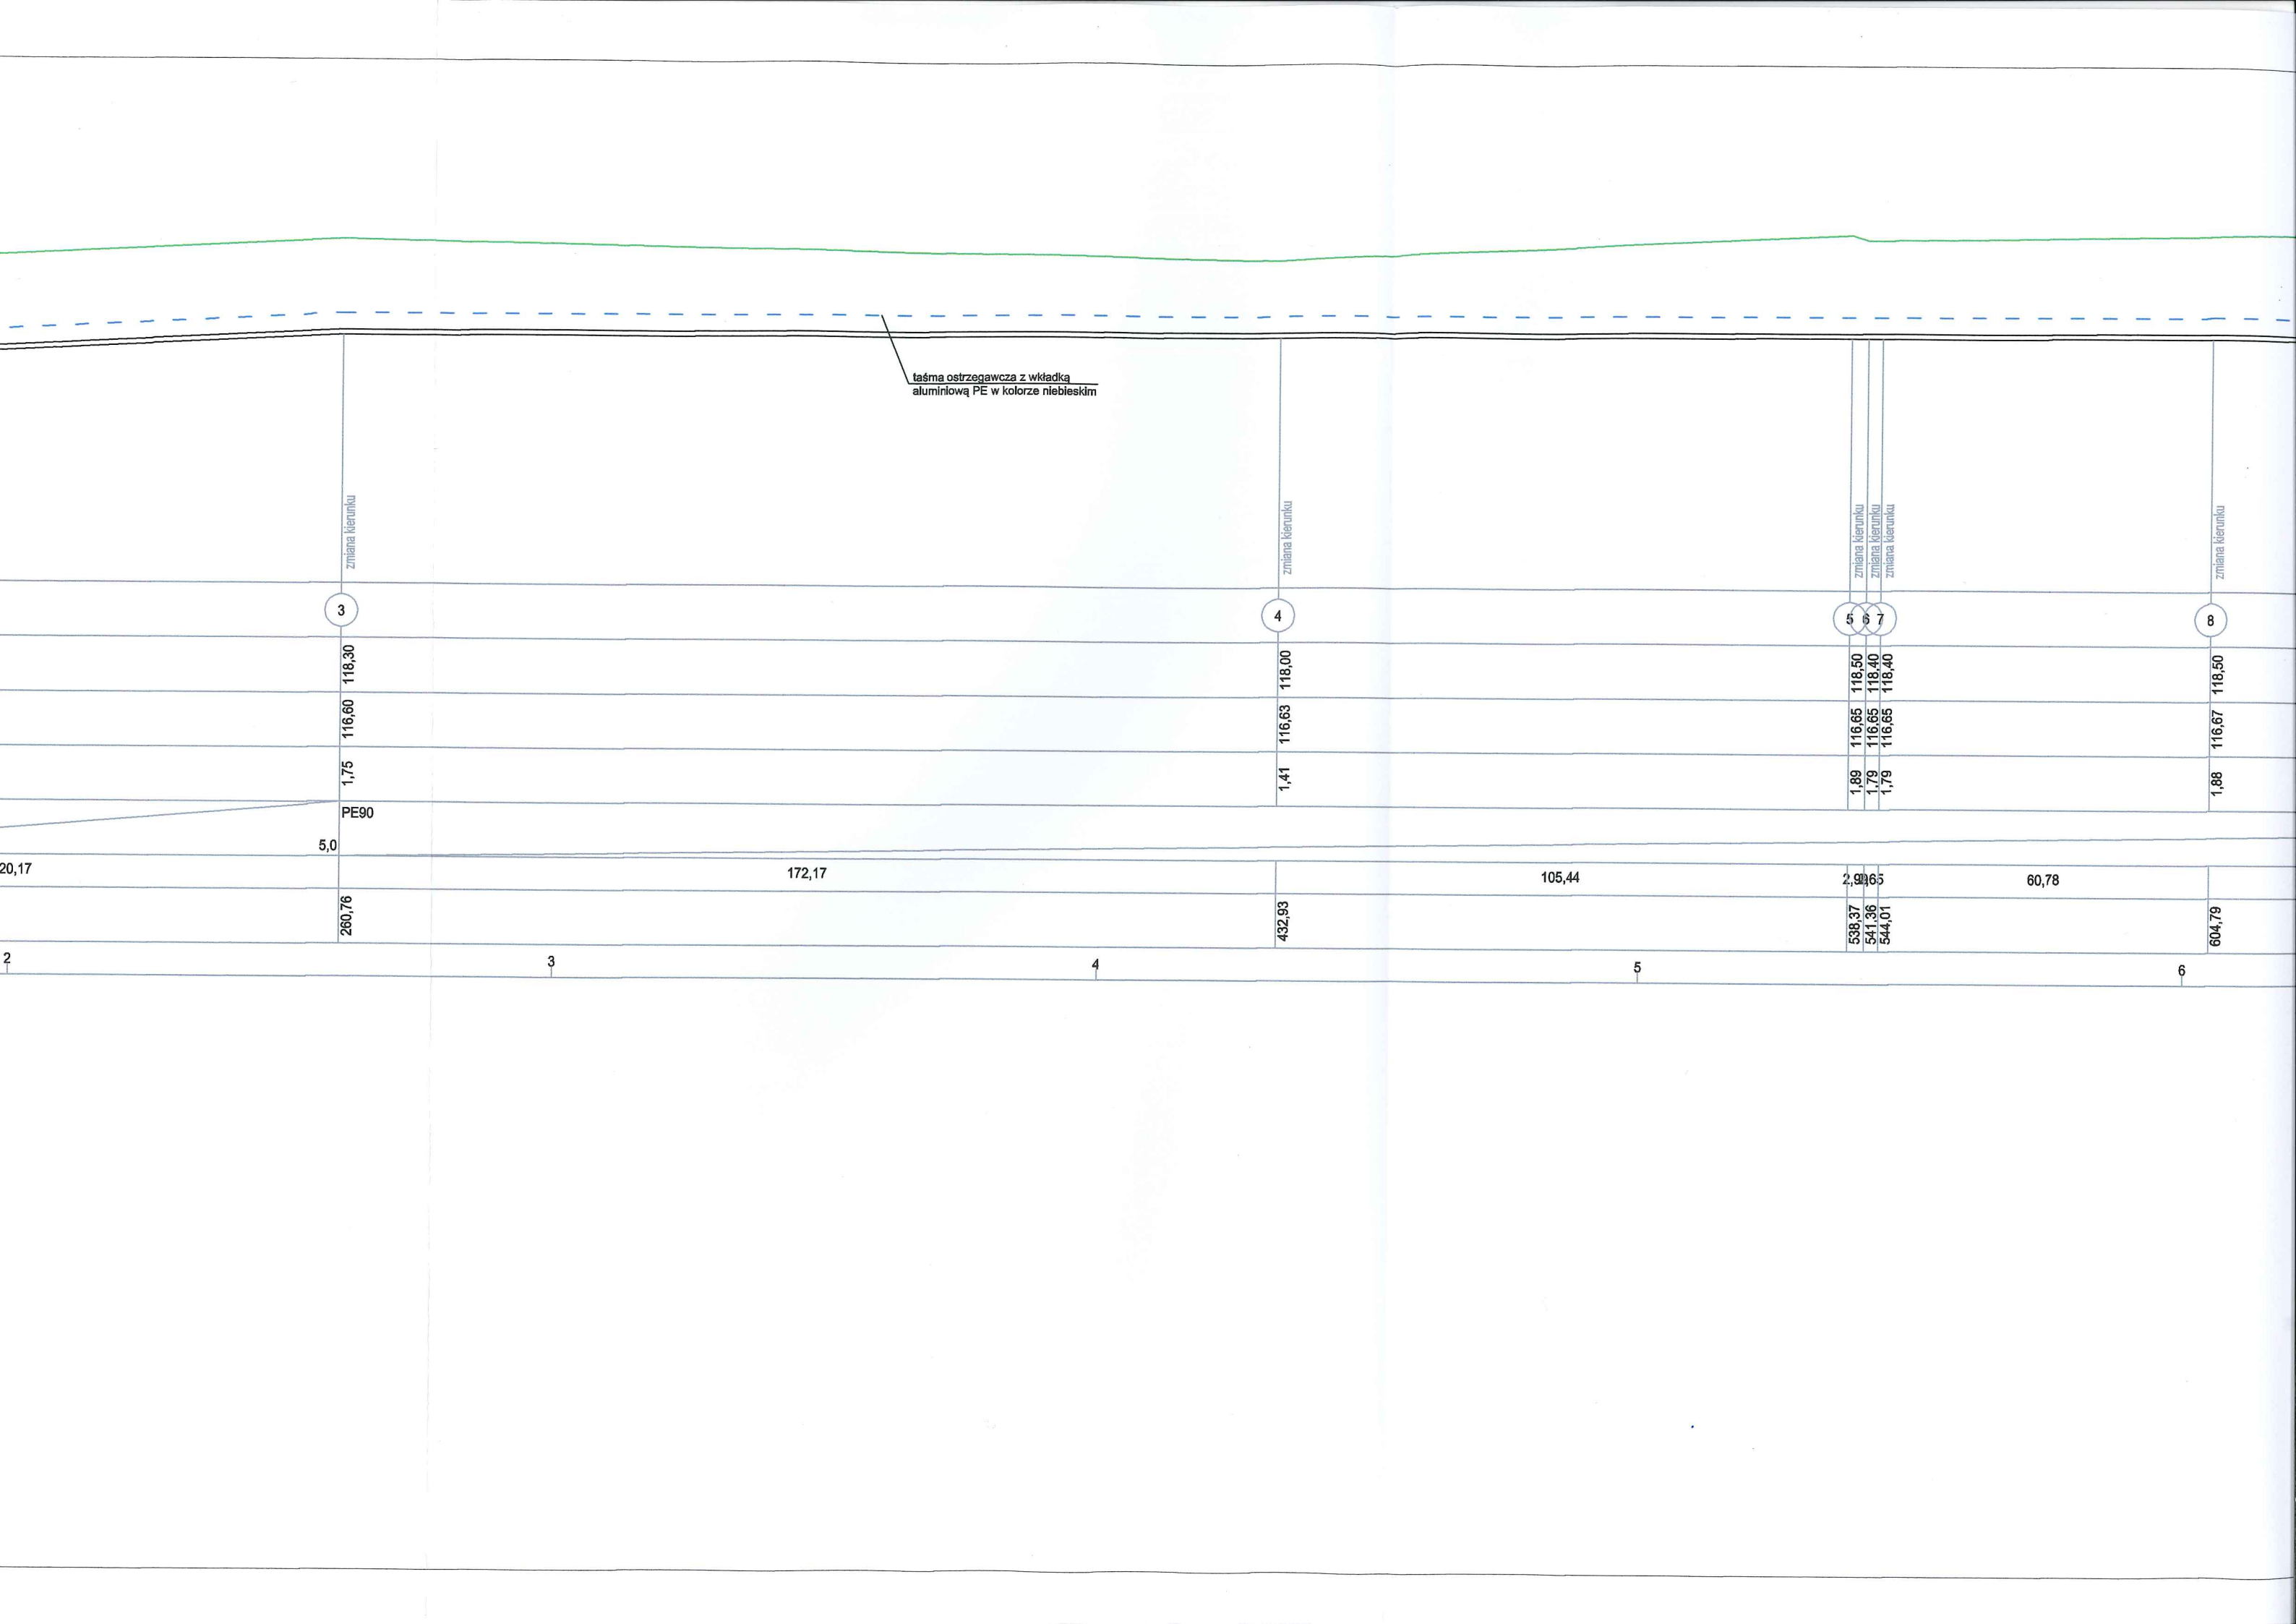 taśma ostrzegawcza z wkładką
aluminiową PE w kolorze niebieskim
zmiana kierunku
zmiana kierunku
zmiana kierunku
zmiana kierunku
zmiana kierunku
zmiana kierunku
3 4 5 6 7 8
118,30 118,00 118,50 118,40 118,40 118,50
116,60 116,63 116,65 116,65 116,65 116,67
1,75 1,41 1,89 1,79 1,79 1,88
PE90
5,0
20,17 172,17 105,44 60,78
260,76 432,93 538,37 541,36 544,01 604,79
2 3 4 5 6